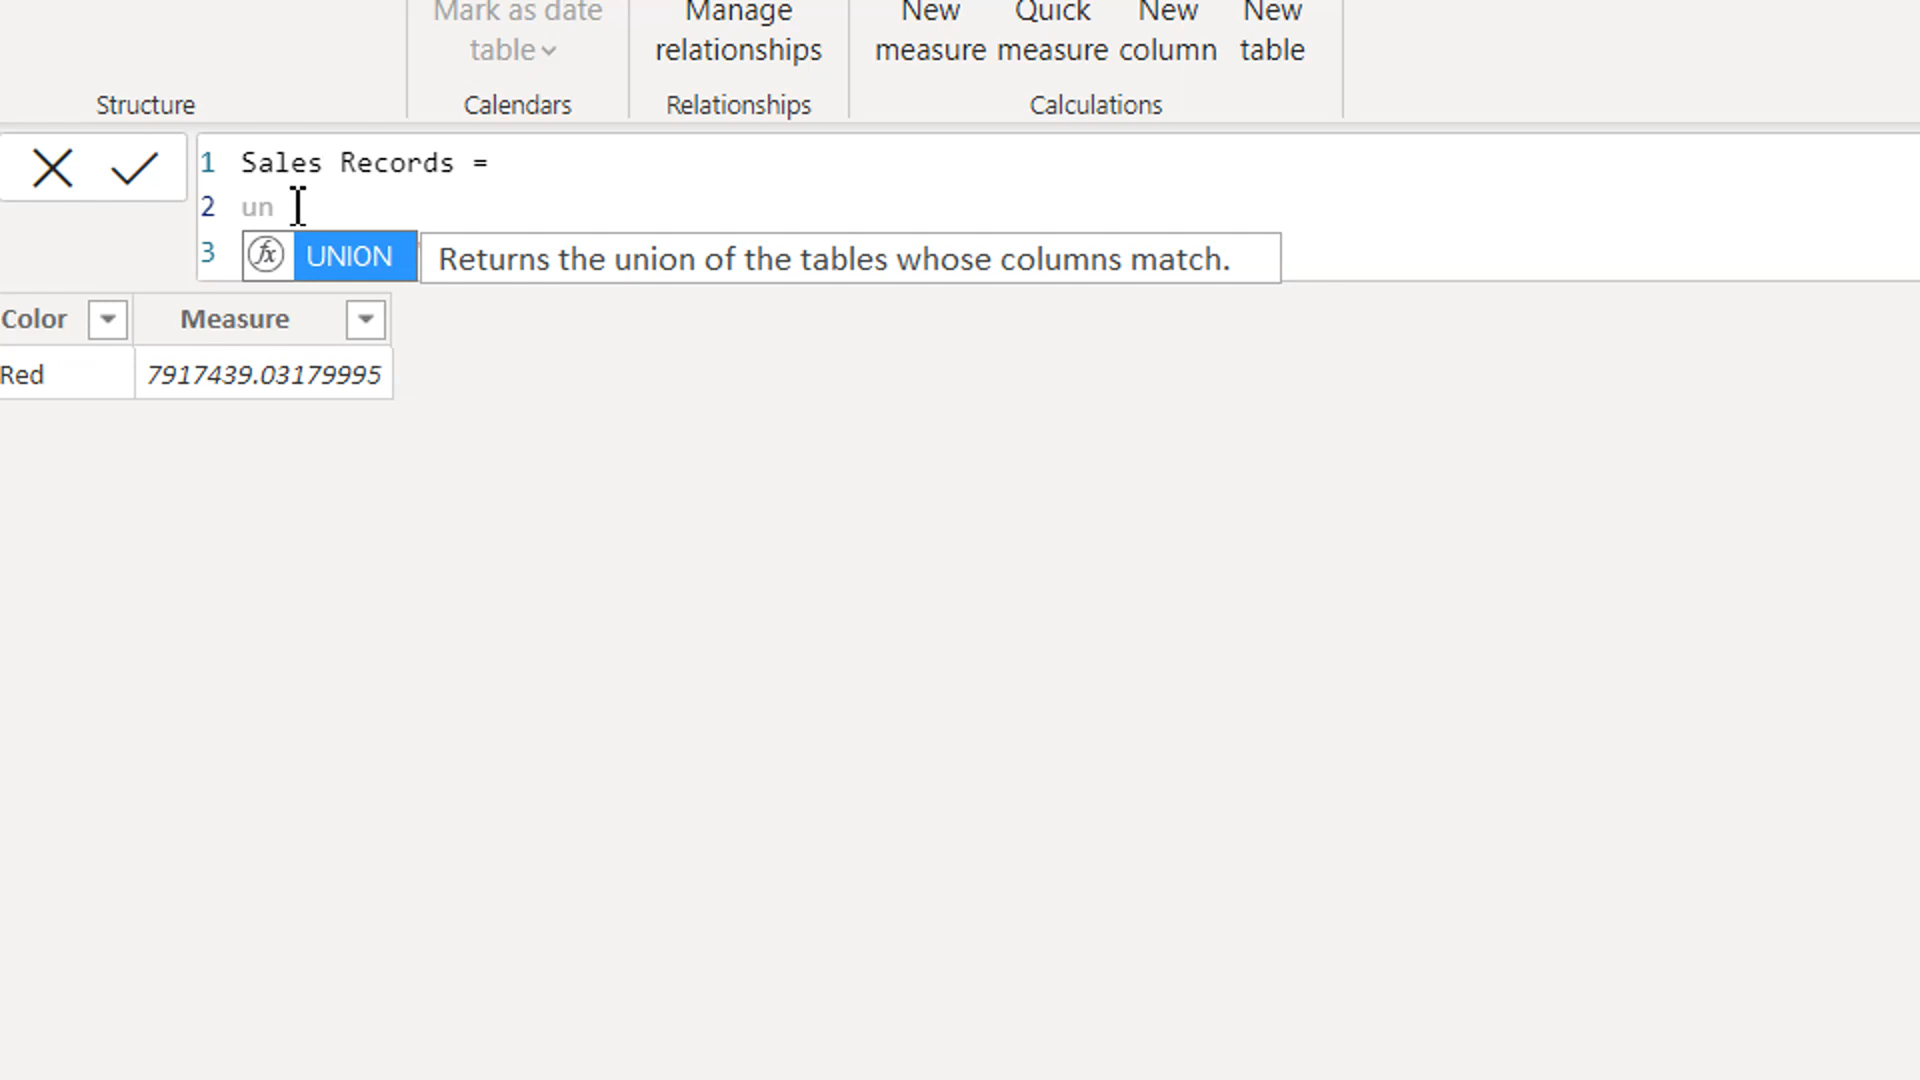 Mark as date table
Manage relationships
New measure
Quick measure
New column
New table
Structure
Calendars
Relationships
Calculations
1 Sales Records =
2 un
3
fx UNION
Returns the union of the tables whose columns match.
Color Measure
Red 7917439.03179995